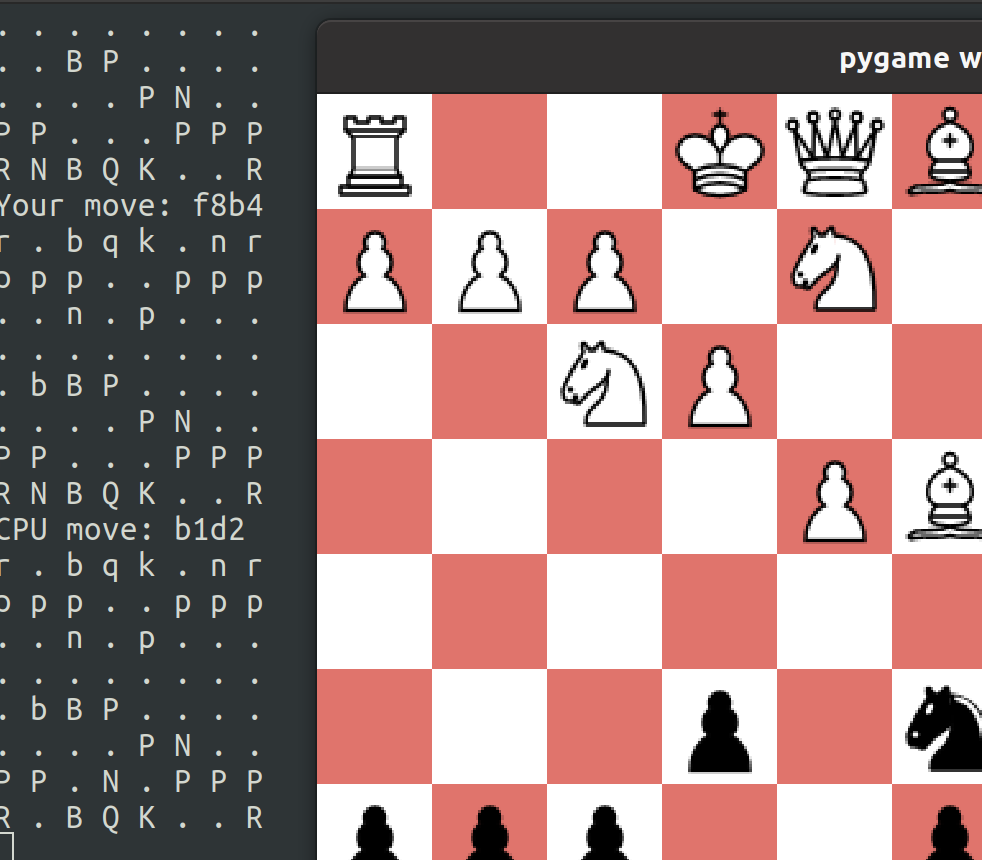 . . . . . . . .
. . B P . . . .
. . . . P N . .
P P . . . P P P
R N B Q K . . R
Your move: f8b4
r . b q k . n r
p p p . . p p p
. . n . p . . .
. . . . . . . .
. b B P . . . .
. . . . P N . .
P P . . . P P P
R N B Q K . . R
CPU move: b1d2
r . b q k . n r
p p p . . p p p
. . n . p . . .
. . . . . . . .
. b B P . . . .
. . . . P N . .
P P . N . P P P
R . B Q K . . R
pygame w